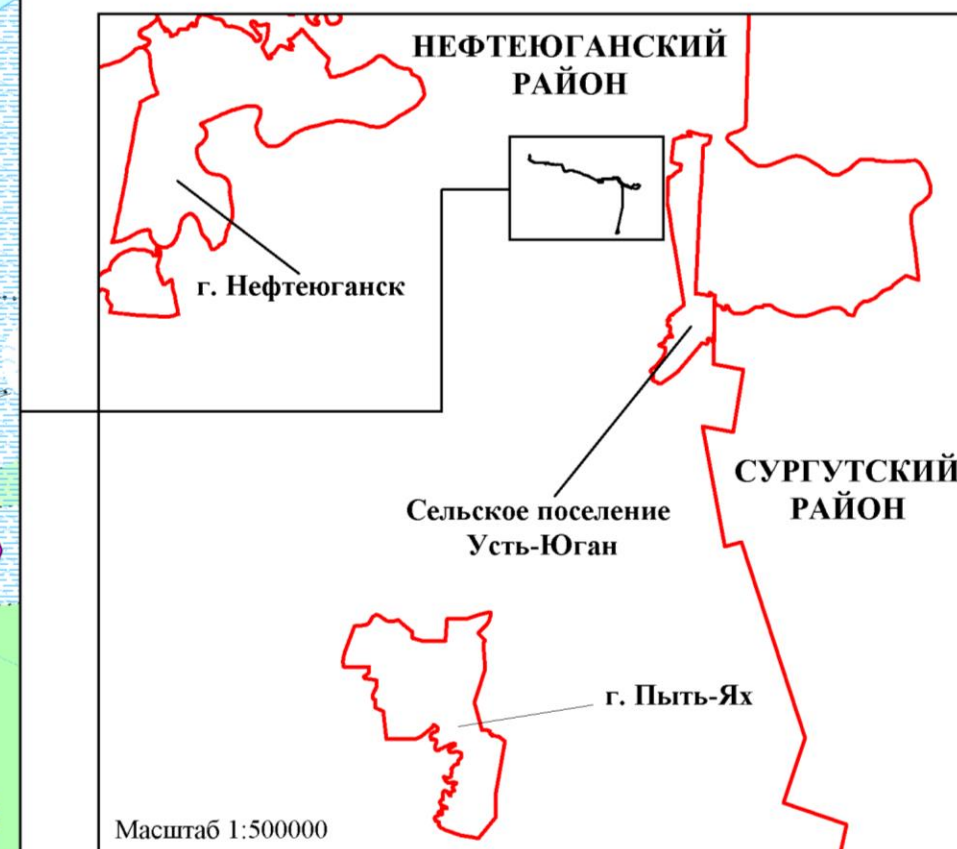 НЕФТЕЮГАНСКИЙ
РАЙОН
г. Нефтеюганск
СУРГУТСКИЙ
РАЙОН
Сельское поселение
Усть-Юган
г. Пыть-Ях
Масштаб 1:500000